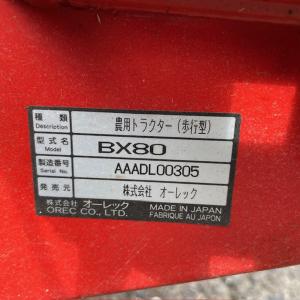 種類 農用トラクター(歩行型)
Description
型式名 BX80
Model
製造番号 AAADL00305
Serial No.
発売元 株式会社 オーレック
株式会社 オーレック MADE IN JAPAN
OREC CO., LTD. FABRIQUE AU JAPON